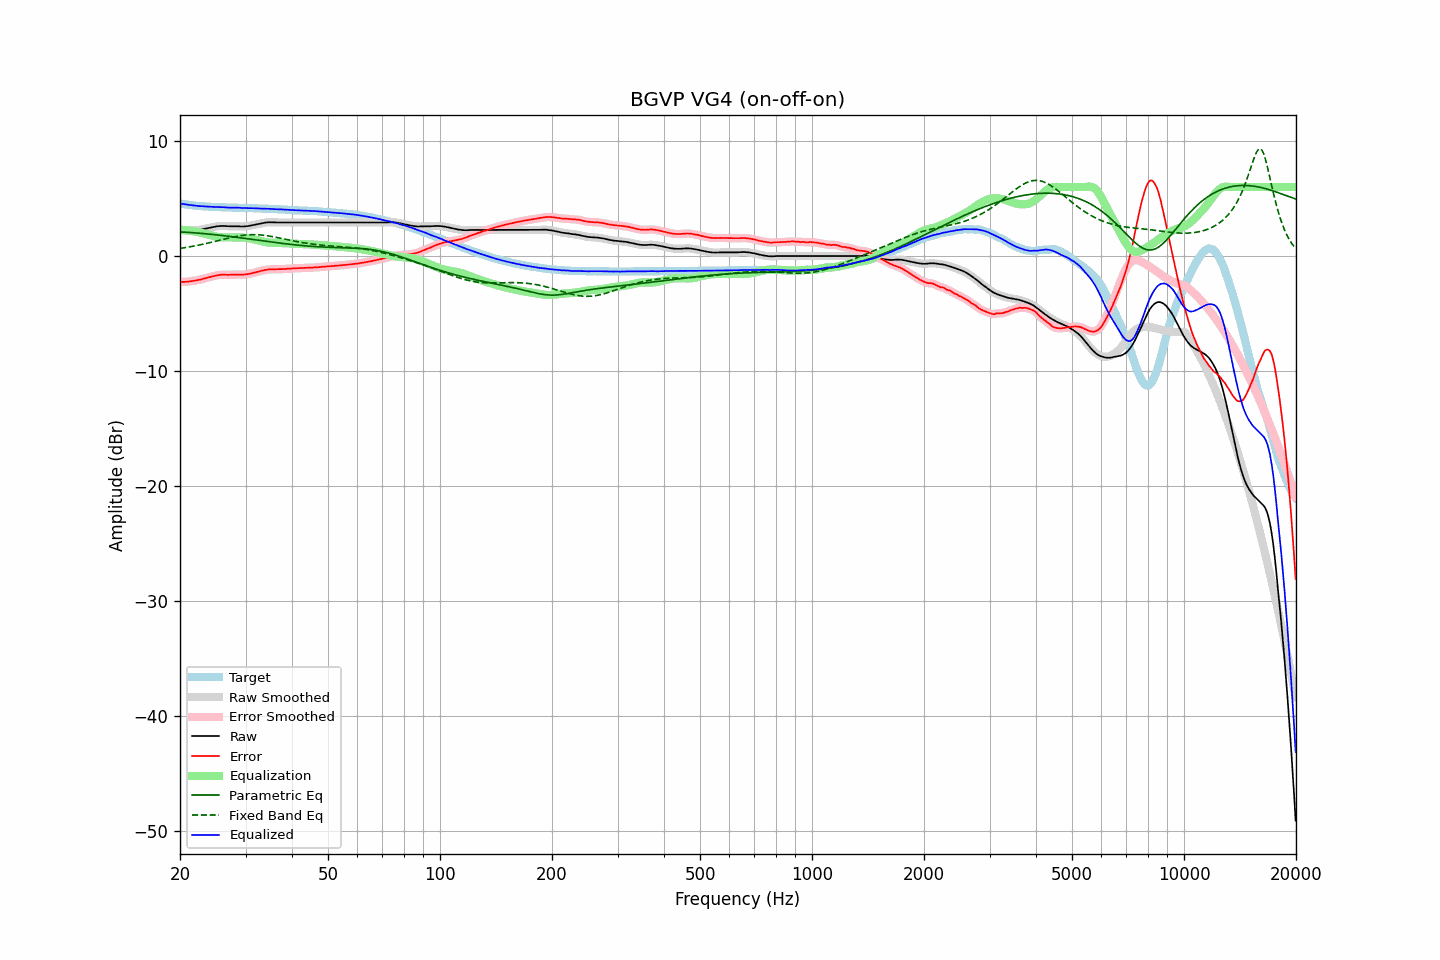 BGVP VG4 (on-off-on)
10
0
−10
−20
−30
−40
−50
Amplitude (dBr)
Target
Raw Smoothed
Error Smoothed
Raw
Error
Equalization
Parametric Eq
Fixed Band Eq
Equalized
20 50 100 200 500 1000 2000 5000 10000 20000
Frequency (Hz)